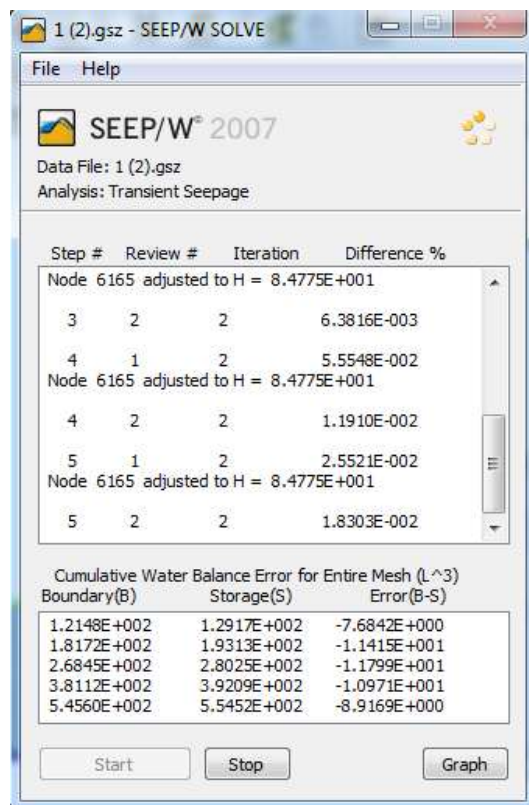 1 (2).gsz - SEEP/W SOLVE
File Help
SEEP/W® 2007
Data File: 1 (2).gsz
Analysis: Transient Seepage
Step # Review # Iteration Difference %
Node 6165 adjusted to H = 8.4775E+001
3 2 2 6.3816E-003
4 1 2 5.5548E-002
Node 6165 adjusted to H = 8.4775E+001
4 2 2 1.1910E-002
5 1 2 2.5521E-002
Node 6165 adjusted to H = 8.4775E+001
5 2 2 1.8303E-002
Cumulative Water Balance Error for Entire Mesh (L^3)
Boundary(B) Storage(S) Error(B-S)
1.2148E+002 1.2917E+002 -7.6842E+000
1.8172E+002 1.9313E+002 -1.1415E+001
2.6845E+002 2.8025E+002 -1.1799E+001
3.8112E+002 3.9209E+002 -1.0971E+001
5.4560E+002 5.5452E+002 -8.9169E+000
Start Stop Graph